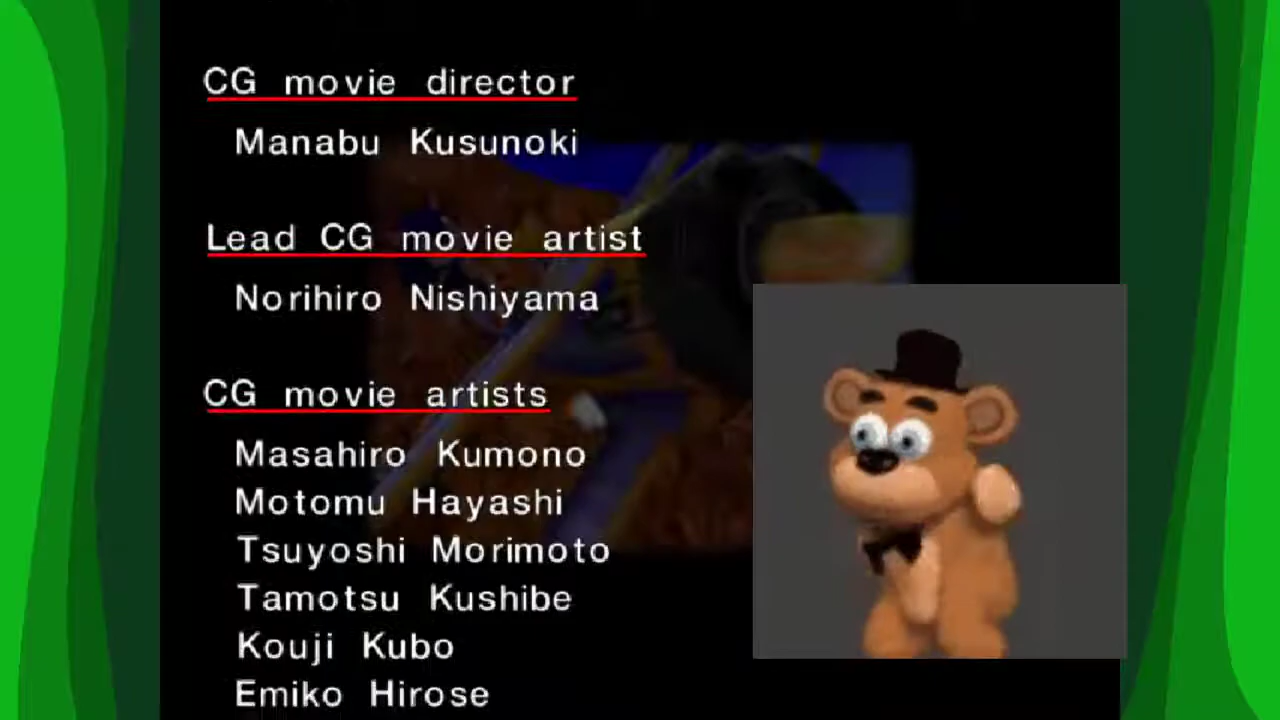 CG movie director
Manabu Kusunoki
Lead CG movie artist
Norihiro Nishiyama
CG movie artists
Masahiro Kumono
Motomu Hayashi
Tsuyoshi Morimoto
Tamotsu Kushibe
Kouji Kubo
Emiko Hirose